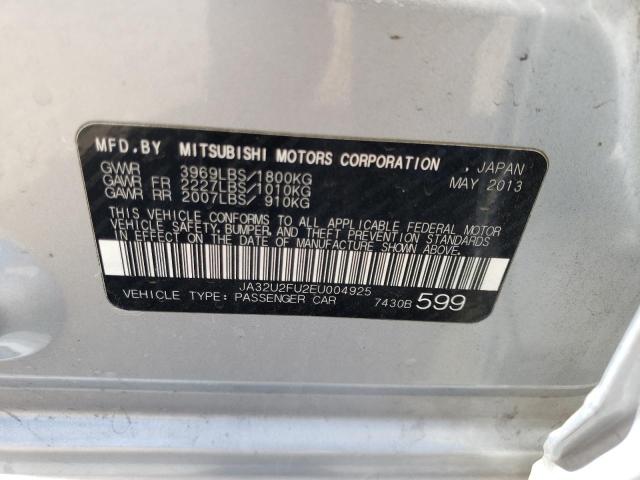 MFD.BY MITSUBISHI MOTORS CORPORATION . JAPAN
GVWR 3969LBS/1800KG MAY 2013
GAWR FR 2227LBS/1010KG
GAWR RR 2007LBS/ 910KG
THIS VEHICLE CONFORMS TO ALL APPLICABLE FEDERAL MOTOR
VEHICLE SAFETY, BUMPER, AND THEFT PREVENTION STANDARDS
IN EFFECT ON THE DATE OF MANUFACTURE SHOWN ABOVE.
JA32U2FU2EU004925
VEHICLE TYPE: PASSENGER CAR 7430B 599